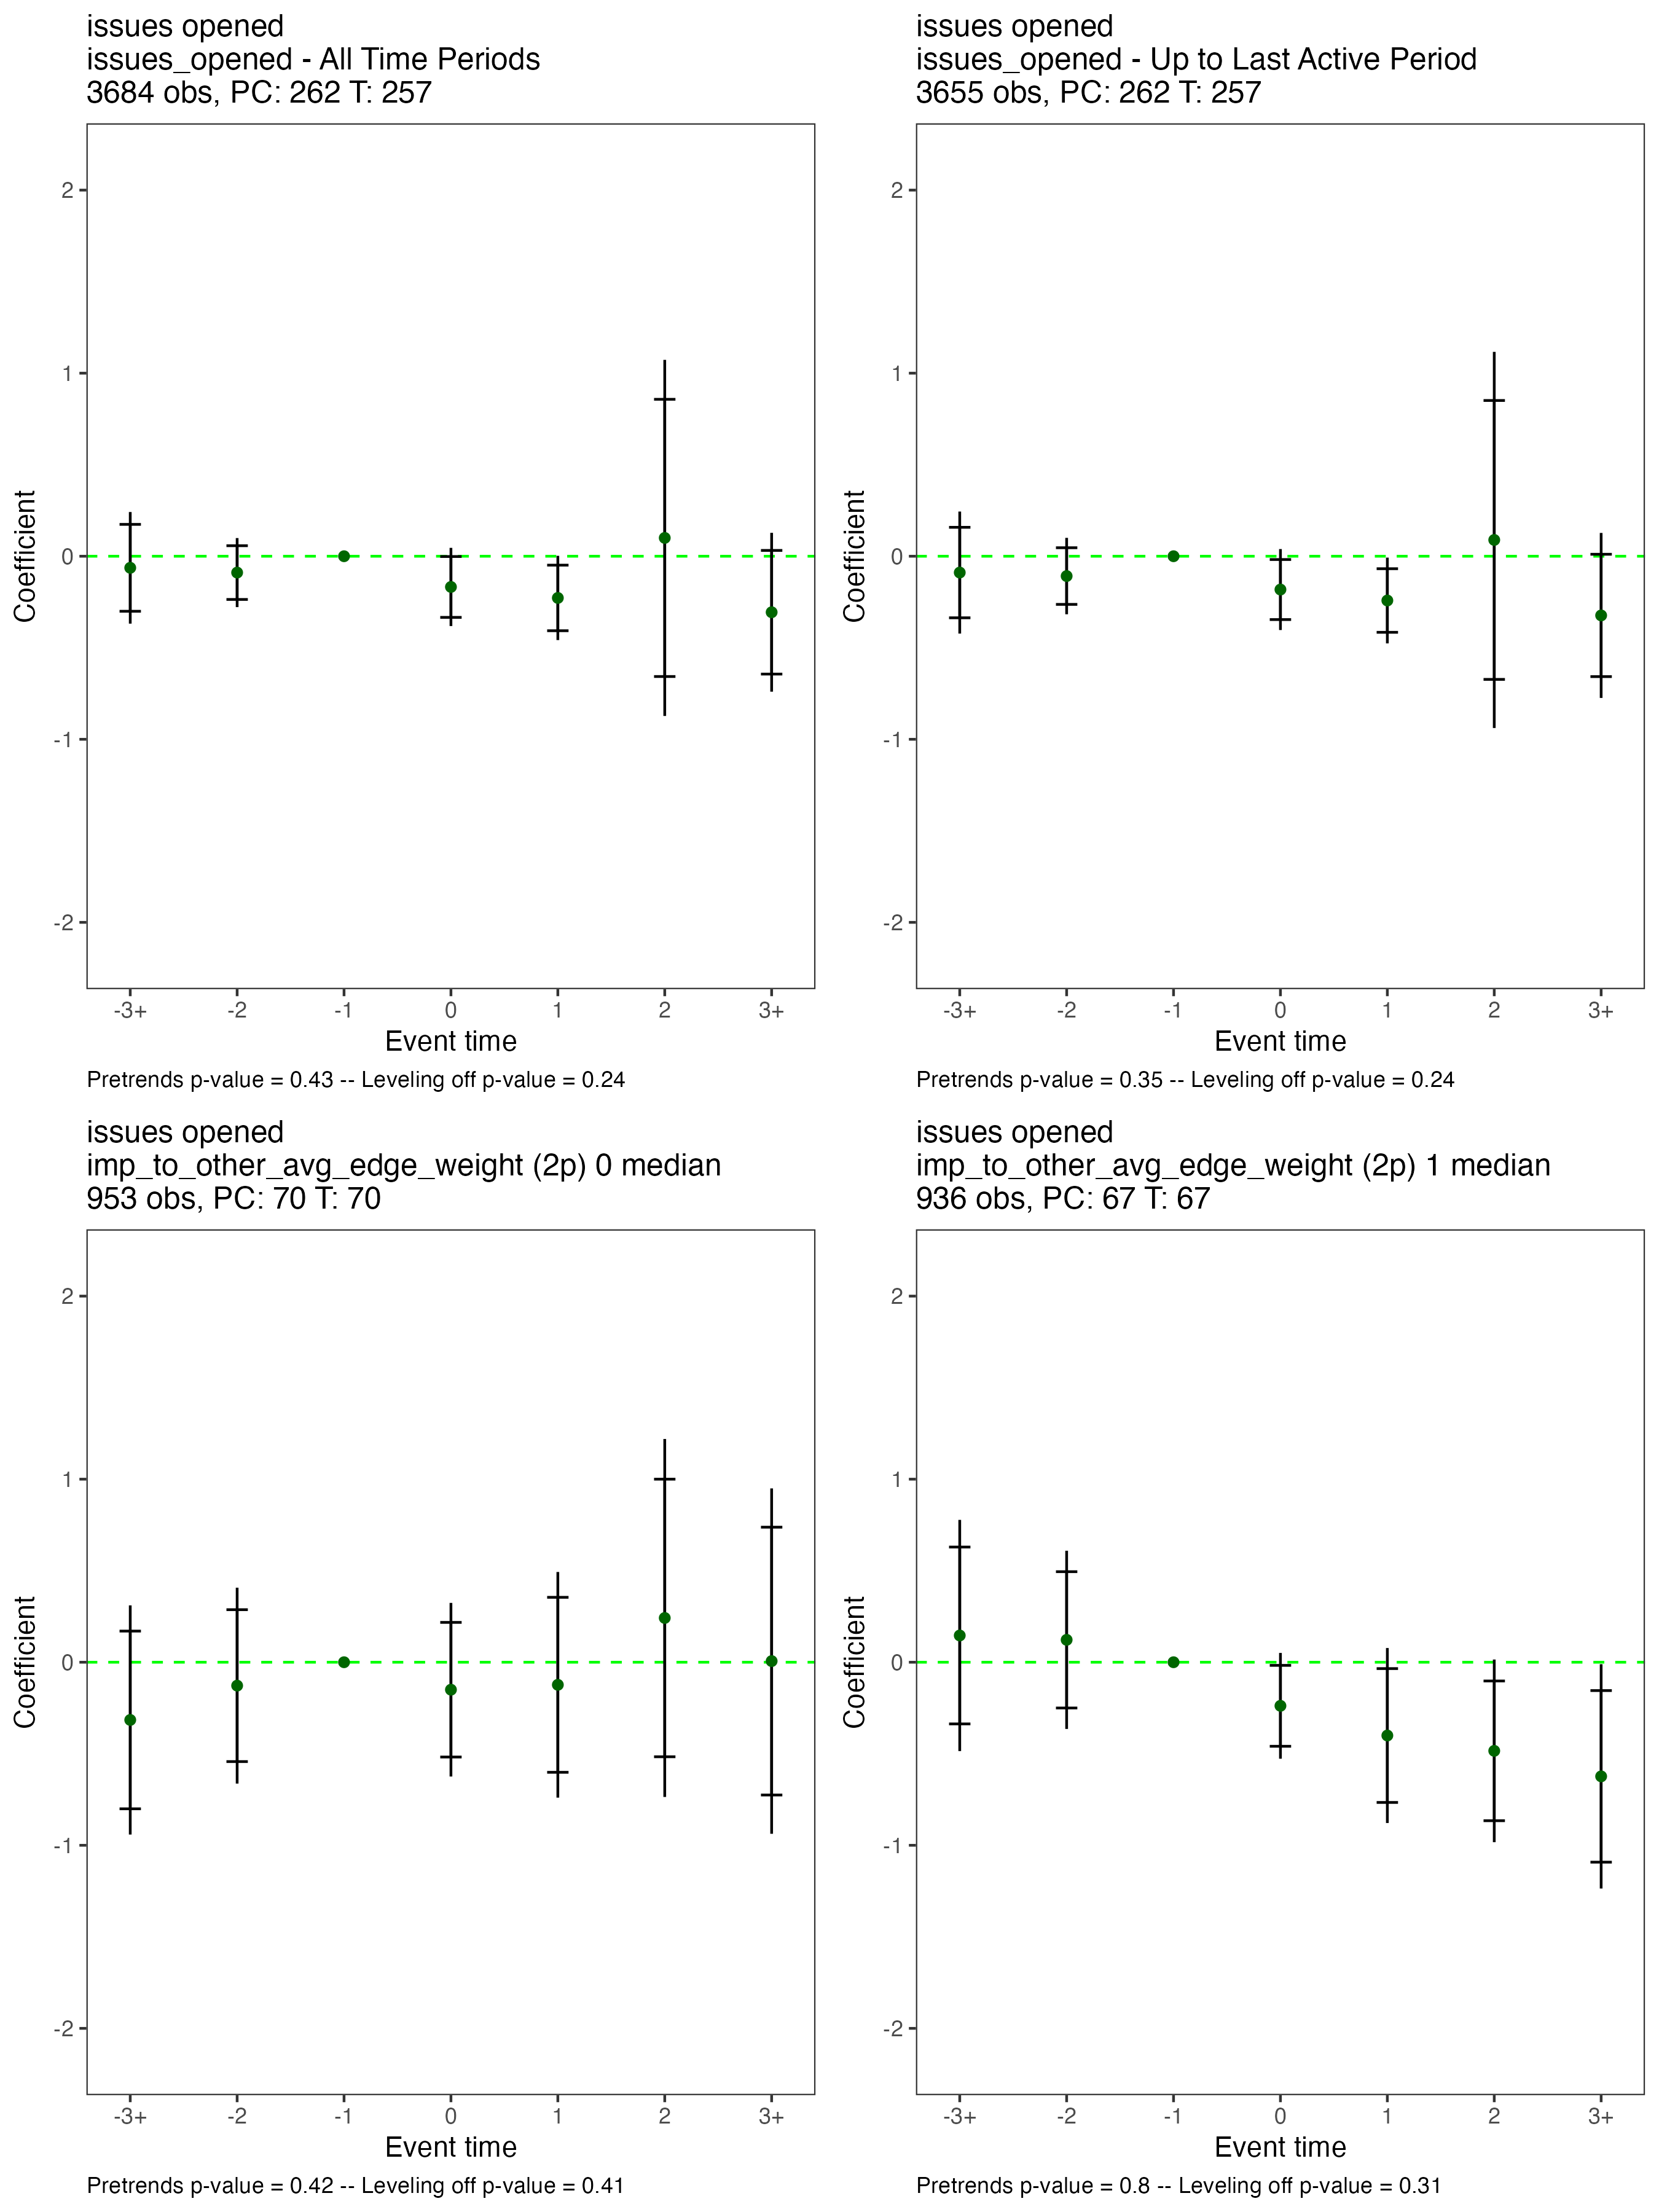 issues opened
issues_opened - All Time Periods
3684 obs, PC: 262 T: 257
2
1
0
-1
-2
Coefficient
-3+ -2 -1 0 1 2 3+
Event time
Pretrends p-value = 0.43 -- Leveling off p-value = 0.24
issues opened
issues_opened - Up to Last Active Period
3655 obs, PC: 262 T: 257
2
1
0
-1
-2
Coefficient
-3+ -2 -1 0 1 2 3+
Event time
Pretrends p-value = 0.35 -- Leveling off p-value = 0.24
issues opened
imp_to_other_avg_edge_weight (2p) 0 median
953 obs, PC: 70 T: 70
2
1
0
-1
-2
Coefficient
-3+ -2 -1 0 1 2 3+
Event time
Pretrends p-value = 0.42 -- Leveling off p-value = 0.41
issues opened
imp_to_other_avg_edge_weight (2p) 1 median
936 obs, PC: 67 T: 67
2
1
0
-1
-2
Coefficient
-3+ -2 -1 0 1 2 3+
Event time
Pretrends p-value = 0.8 -- Leveling off p-value = 0.31